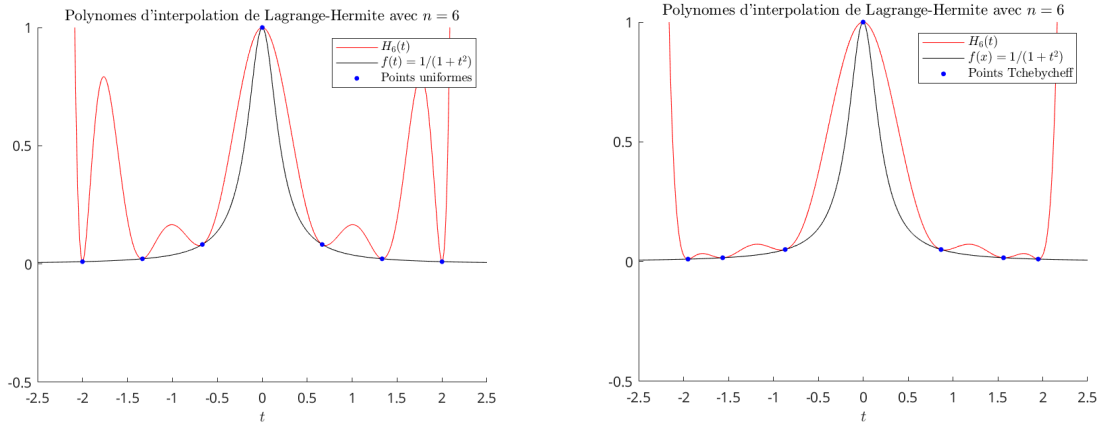 Polynomes d'interpolation de Lagrange-Hermite avec n = 6
H₆(t)
f(t) = 1/(1 + t²)
Points uniformes
1
0.5
0
-0.5
-2.5 -2 -1.5 -1 -0.5 0 0.5 1 1.5 2 2.5
t
Polynomes d'interpolation de Lagrange-Hermite avec n = 6
H₆(t)
f(x) = 1/(1 + t²)
Points Tchebycheff
1
0.5
0
-0.5
-2.5 -2 -1.5 -1 -0.5 0 0.5 1 1.5 2 2.5
t